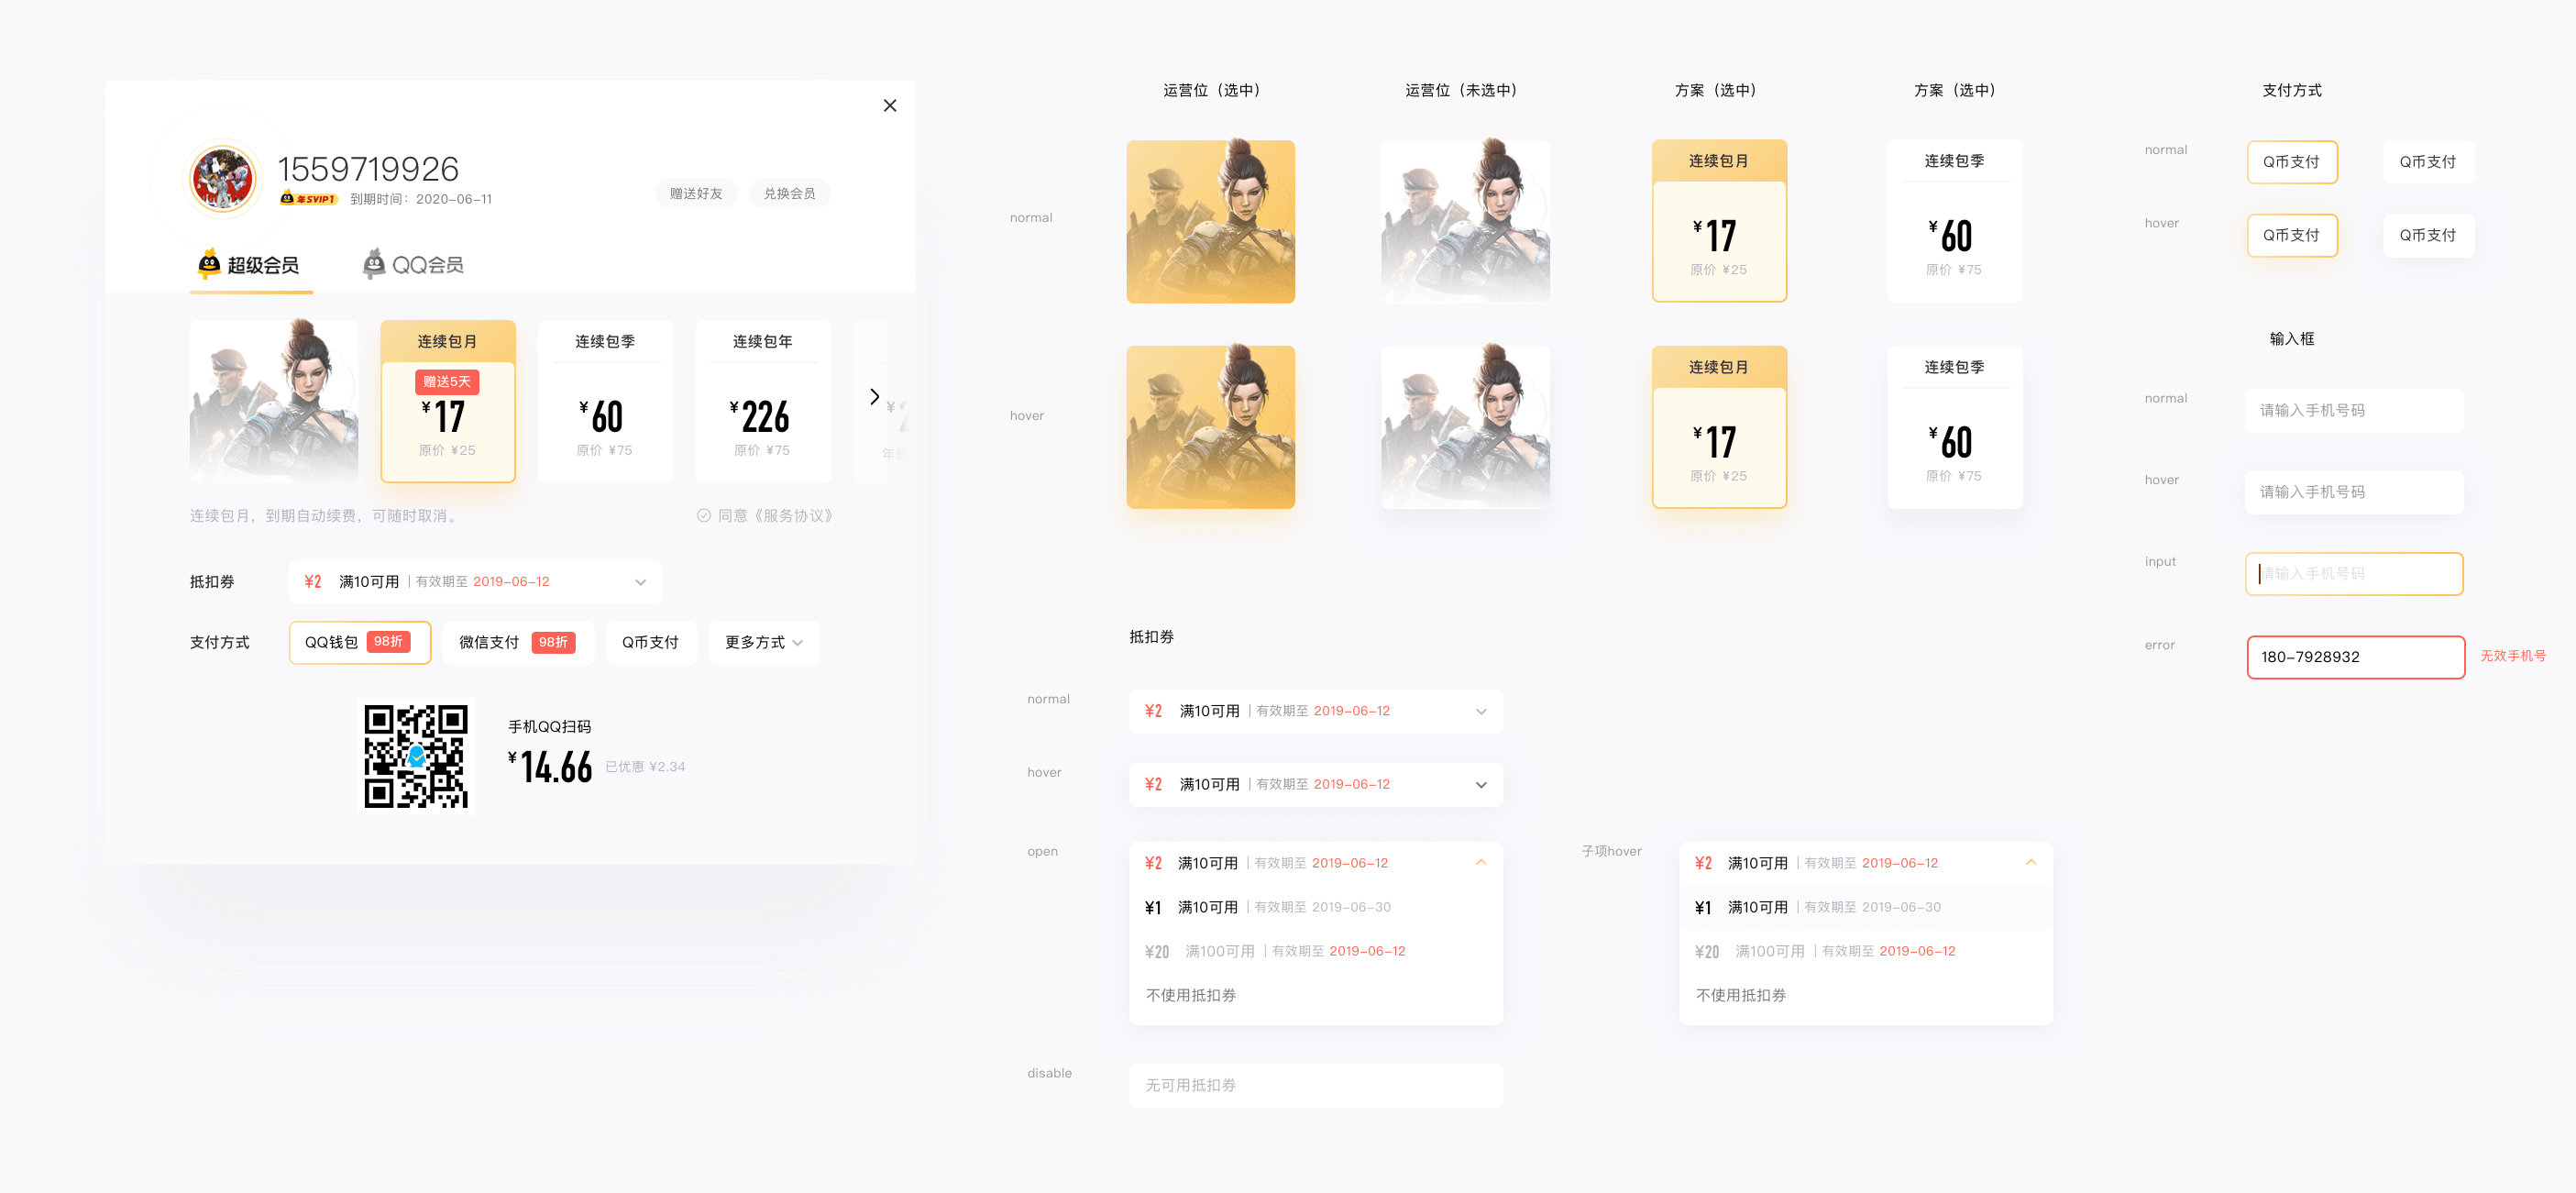 1559719926
年SVIP1 到期时间：2020-06-11
赠送好友 兑换会员
超级会员 QQ会员
连续包月 连续包季 连续包年
赠送5天
¥17 ¥60 ¥226
原价 ¥25 原价 ¥75 原价 ¥75
连续包月，到期自动续费，可随时取消。 同意《服务协议》
抵扣券 ¥2 满10可用 | 有效期至 2019-06-12
支付方式 QQ钱包 98折 微信支付 98折 Q币支付 更多方式
手机QQ扫码
¥14.66 已优惠 ¥2.34
运营位（选中） 运营位（未选中） 方案（选中） 方案（选中）
normal
连续包月 连续包季
¥17 ¥60
原价 ¥25 原价 ¥75
hover
连续包月 连续包季
¥17 ¥60
原价 ¥25 原价 ¥75
抵扣券
normal ¥2 满10可用 | 有效期至 2019-06-12
hover ¥2 满10可用 | 有效期至 2019-06-12
open ¥2 满10可用 | 有效期至 2019-06-12
¥1 满10可用 | 有效期至 2019-06-30
¥20 满100可用 | 有效期至 2019-06-12
不使用抵扣券
子项hover ¥2 满10可用 | 有效期至 2019-06-12
¥1 满10可用 | 有效期至 2019-06-30
¥20 满100可用 | 有效期至 2019-06-12
不使用抵扣券
disable 无可用抵扣券
支付方式
normal Q币支付 Q币支付
hover Q币支付 Q币支付
输入框
normal 请输入手机号码
hover 请输入手机号码
input 请输入手机号码
error 180-7928932 无效手机号